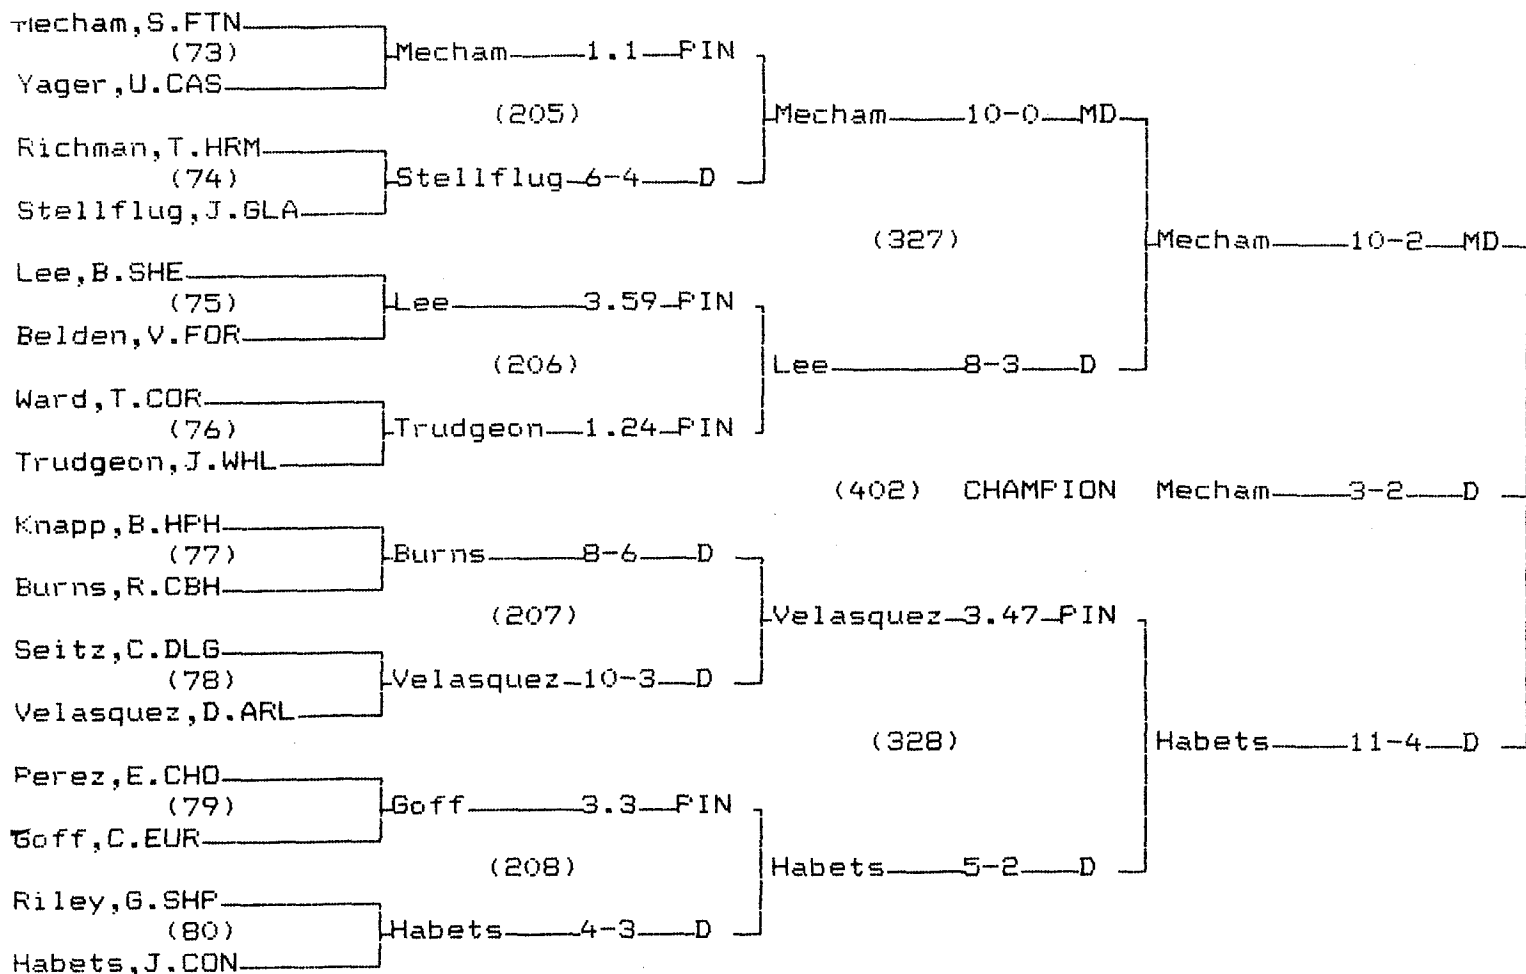 Mecham,S.FTN
(73) Mecham 1.1 PIN
Yager,U.CAS
(205) Mecham 10-0 MD
Richman,T.HRM
(74) Stellflug 6-4 D
Stellflug,J.GLA
(327) Mecham 10-2 MD
Lee,B.SHE
(75) Lee 3.59 PIN
Belden,V.FOR
(206) Lee 8-3 D
Ward,T.COR
(76) Trudgeon 1.24 PIN
Trudgeon,J.WHL
(402) CHAMPION Mecham 3-2 D
Knapp,B.HPH
(77) Burns 8-6 D
Burns,R.CBH
(207) Velasquez 3.47 PIN
Seitz,C.DLG
(78) Velasquez 10-3 D
Velasquez,D.ARL
(328) Habets 11-4 D
Perez,E.CHO
(79) Goff 3.3 PIN
Goff,C.EUR
(208) Habets 5-2 D
Riley,G.SHP
(80) Habets 4-3 D
Habets,J.CON